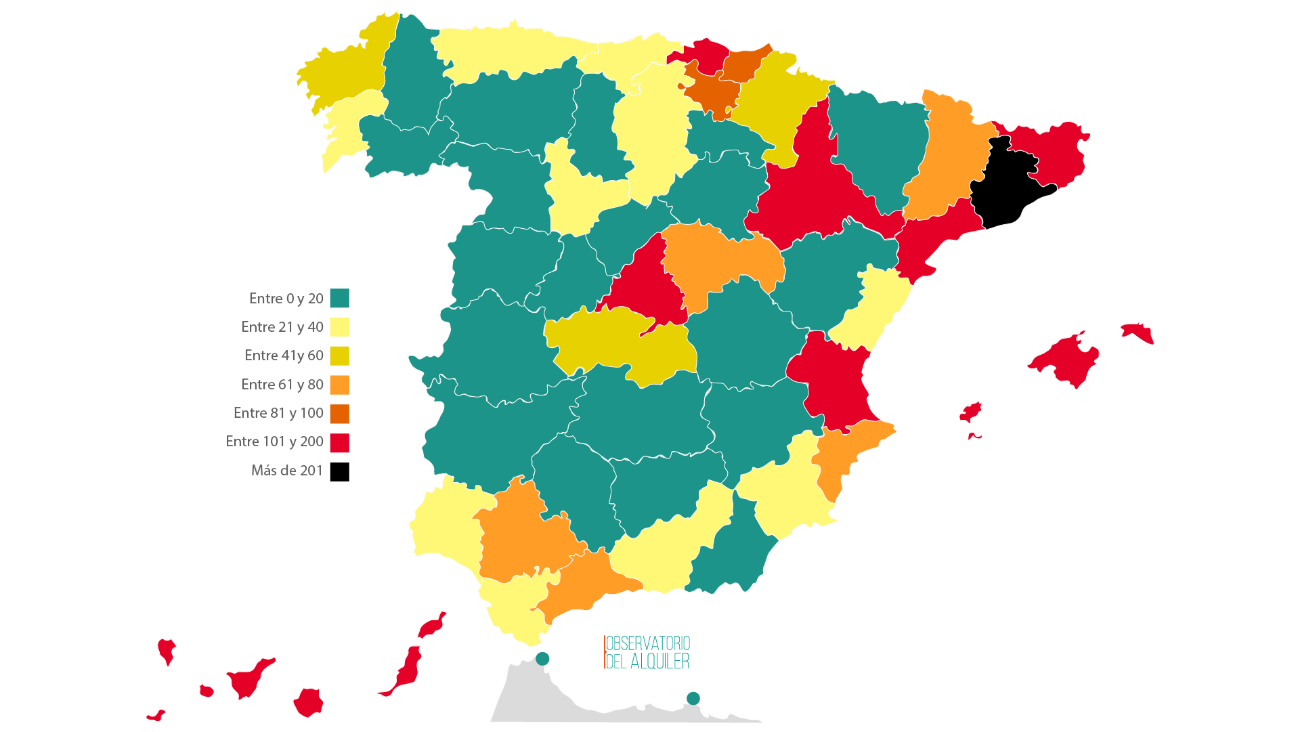 Entre 0 y 20
Entre 21 y 40
Entre 41y 60
Entre 61 y 80
Entre 81 y 100
Entre 101 y 200
Más de 201
OBSERVATORIO
DEL ALQUILER